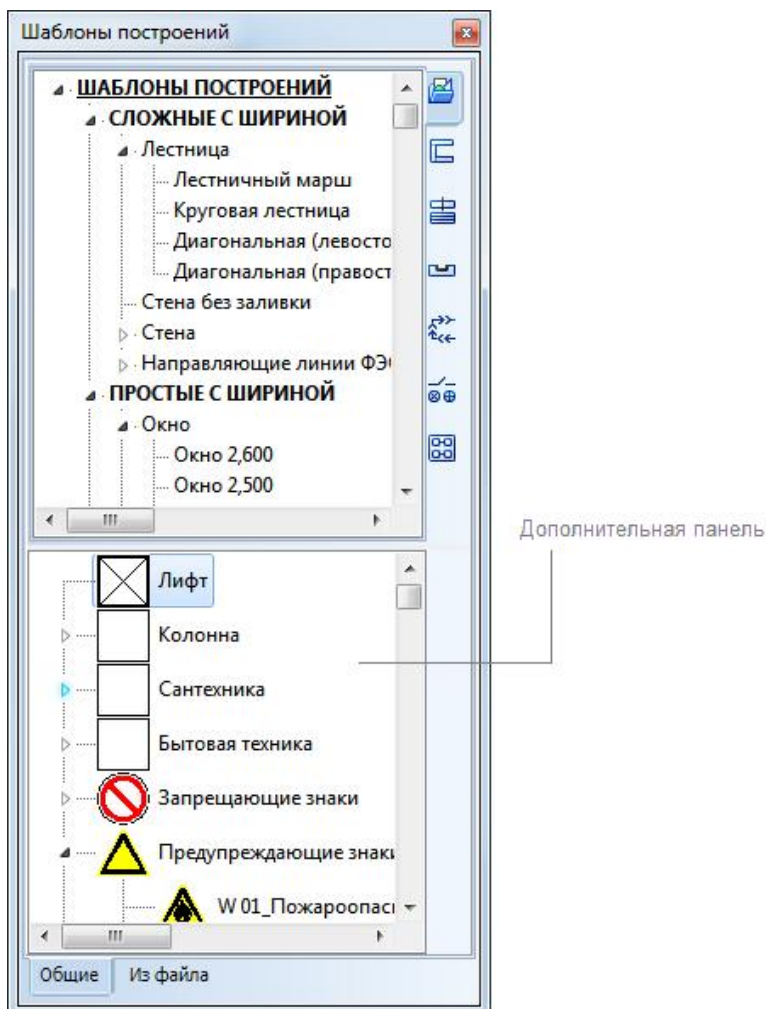 Шаблоны построений
ШАБЛОНЫ ПОСТРОЕНИЙ
СЛОЖНЫЕ С ШИРИНОЙ
Лестница
Лестничный марш
Круговая лестница
Диагональная (левосто
Диагональная (правост
Стена без заливки
Стена
Направляющие линии ФЭ
ПРОСТЫЕ С ШИРИНОЙ
Окно
Окно 2,600
Окно 2,500
Дополнительная панель
Лифт
Колонна
Сантехника
Бытовая техника
Запрещающие знаки
Предупреждающие знаки
W 01_Пожароопас
Общие Из файла